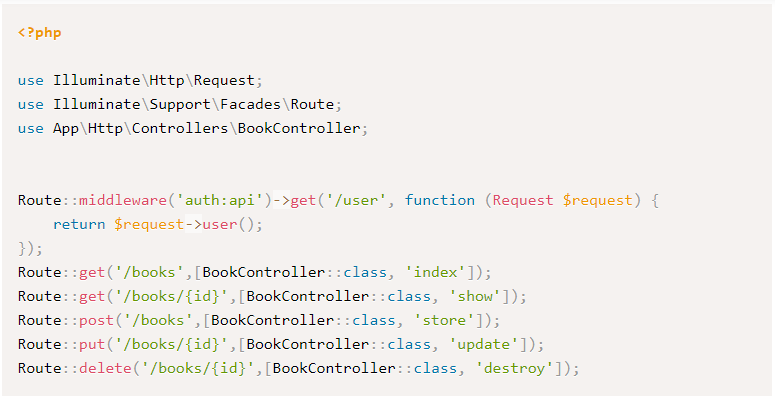 <?php
use Illuminate\Http\Request;
use Illuminate\Support\Facades\Route;
use App\Http\Controllers\BookController;
Route::middleware('auth:api')->get('/user', function (Request $request) {
    return $request->user();
});
Route::get('/books',[BookController::class, 'index']);
Route::get('/books/{id}',[BookController::class, 'show']);
Route::post('/books',[BookController::class, 'store']);
Route::put('/books/{id}',[BookController::class, 'update']);
Route::delete('/books/{id}',[BookController::class, 'destroy']);